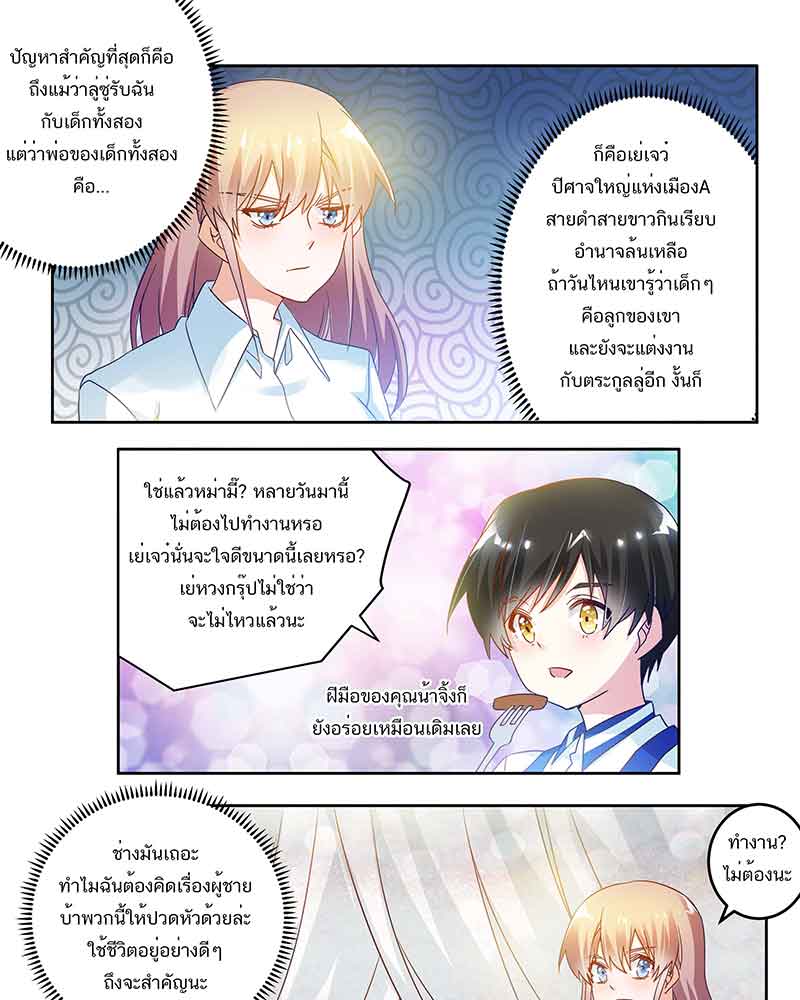 ปัญหาสำคัญที่สุดก็คือ
ถึงแม้ว่าลู่ซู่รับฉัน
กับเด็กทั้งสอง
แต่ว่าพ่อของเด็กทั้งสอง
คือ...
ก็คือเย่เจว๋
ปีศาจใหญ่แห่งเมืองA
สายดำสายขาวกินเรียบ
อำนาจล้นเหลือ
ถ้าวันไหนเขารู้ว่าเด็กๆ
คือลูกของเขา
และยังจะแต่งงาน
กับตระกูลลู่อีก งั้นก็
ใช่แล้วหม่ามี๊? หลายวันมานี้
ไม่ต้องไปทำงานหรอ
เย่เจว๋นั่นจะใจดีขนาดนี้เลยหรอ?
เย่หวงกรุ๊ปไม่ใช่ว่า
จะไม่ไหวแล้วนะ
ฝีมือของคุณน้าจิ้งก็
ยังอร่อยเหมือนเดิมเลย
ทำงาน?
ไม่ต้องนะ
ช่างมันเถอะ
ทำไมฉันต้องคิดเรื่องผู้ชาย
บ้าพวกนี้ให้ปวดหัวด้วยล่ะ
ใช้ชีวิตอยู่อย่างดีๆ
ถึงจะสำคัญนะ